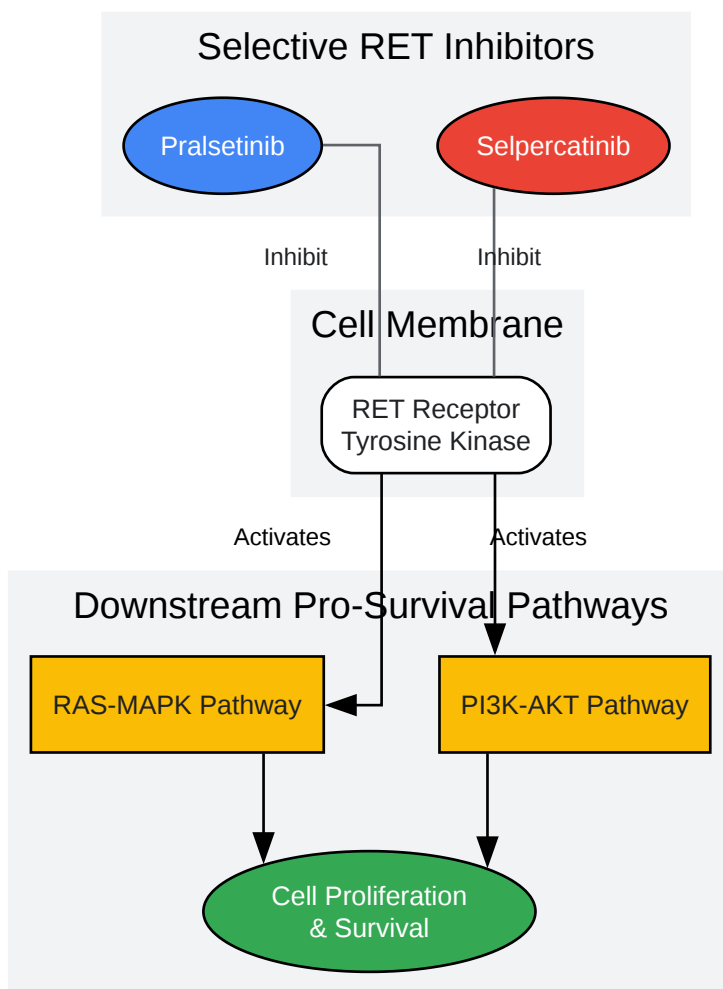 Selective RET Inhibitors
Pralsetinib
Selpercatinib
Inhibit
Inhibit
Cell Membrane
RET Receptor
Tyrosine Kinase
Activates
Activates
Downstream Pro-Survival Pathways
RAS-MAPK Pathway
PI3K-AKT Pathway
Cell Proliferation
& Survival